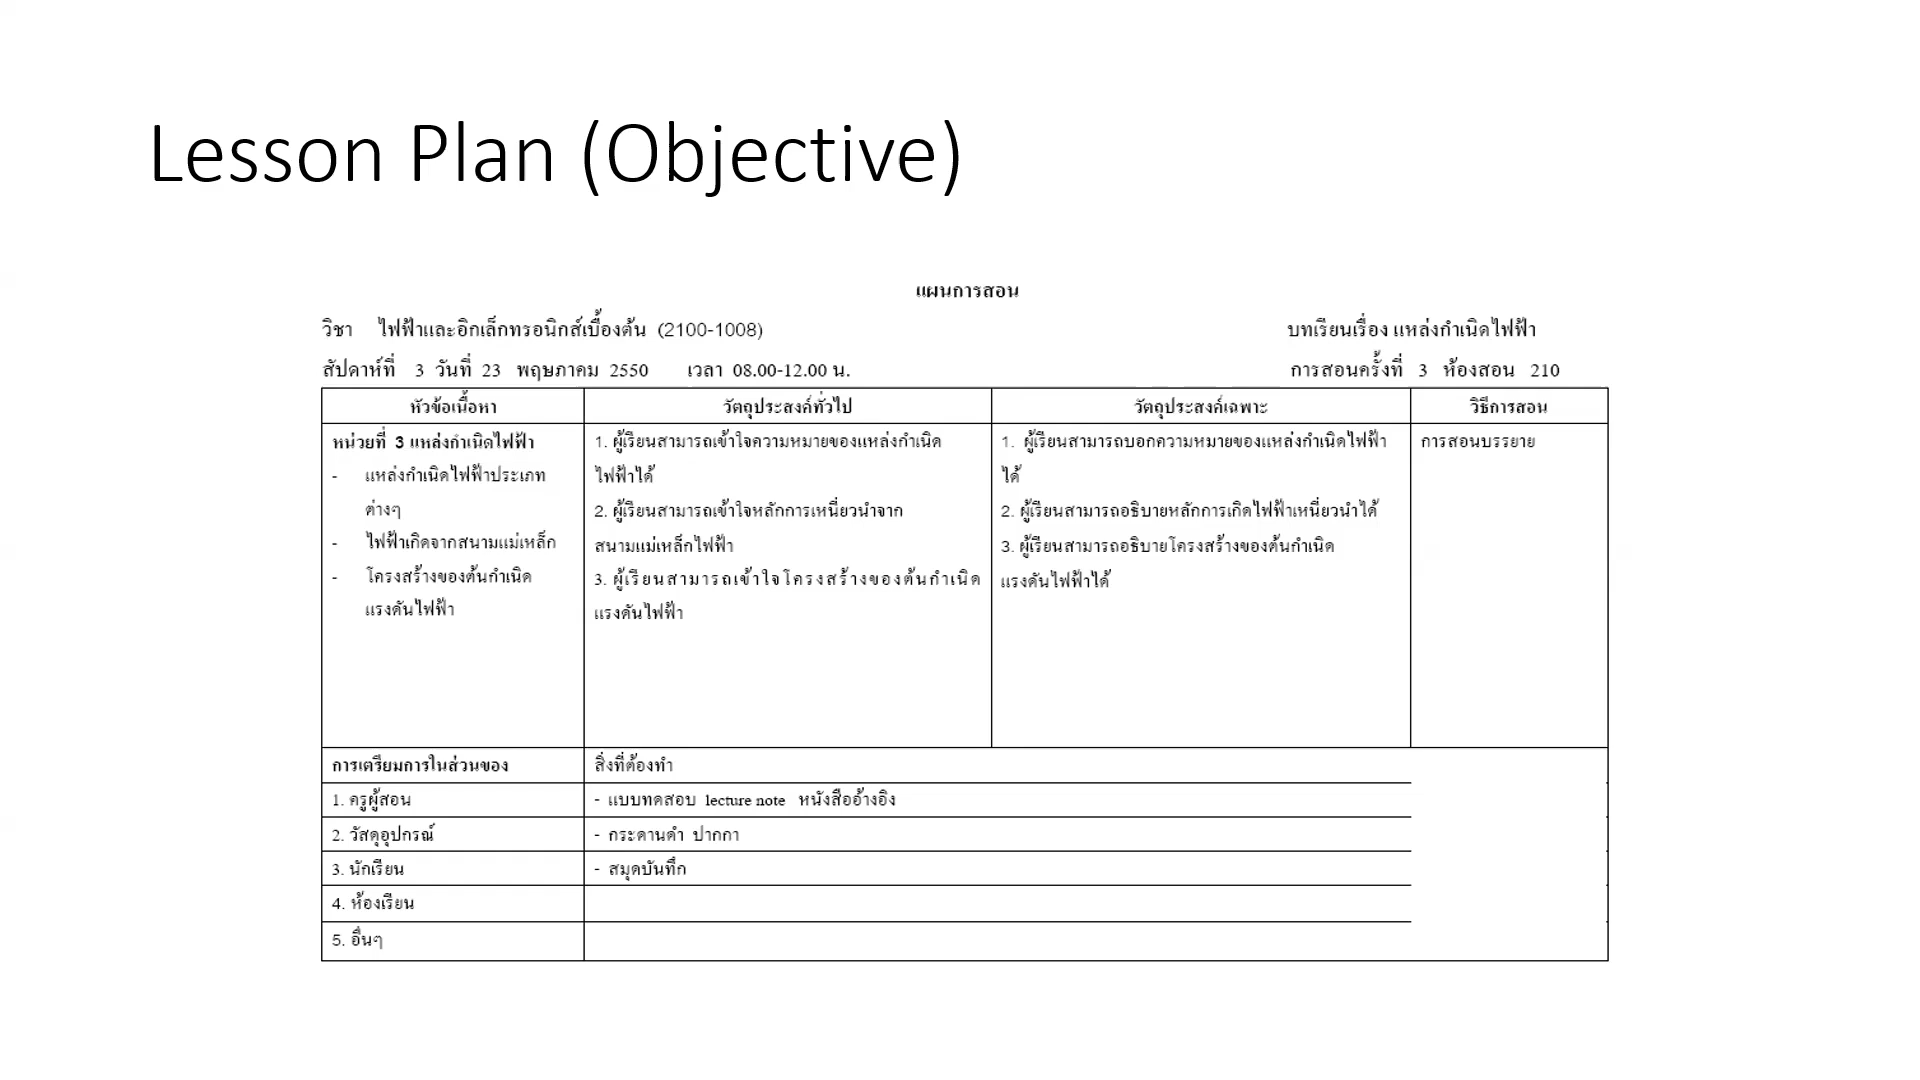 Lesson Plan (Objective)
แผนการสอน
วิชา ไฟฟ้าและอิกเล็กทรอนิกส์เบื้องต้น (2100-1008) บทเรียนเรื่อง แหล่งกำเนิดไฟฟ้า
สัปดาห์ที่ 3 วันที่ 23 พฤษภาคม 2550 เวลา 08.00-12.00 น. การสอนครั้งที่ 3 ห้องสอน 210
หัวข้อเนื้อหา วัตถุประสงค์ทั่วไป วัตถุประสงค์เฉพาะ วิธีการสอน
หน่วยที่ 3 แหล่งกำเนิดไฟฟ้า
- แหล่งกำเนิดไฟฟ้าประเภท
ต่างๆ
- ไฟฟ้าเกิดจากสนามแม่เหล็ก
- โครงสร้างของต้นกำเนิด
แรงดันไฟฟ้า
1. ผู้เรียนสามารถเข้าใจความหมายของแหล่งกำเนิด
ไฟฟ้าได้
2. ผู้เรียนสามารถเข้าใจหลักการเหนี่ยวนำจาก
สนามแม่เหล็กไฟฟ้า
3. ผู้เรียนสามารถเข้าใจโครงสร้างของต้นกำเนิด
แรงดันไฟฟ้า
1. ผู้เรียนสามารถบอกความหมายของแหล่งกำเนิดไฟฟ้า
ได้
2. ผู้เรียนสามารถอธิบายหลักการเกิดไฟฟ้าเหนี่ยวนำได้
3. ผู้เรียนสามารถอธิบายโครงสร้างของต้นกำเนิด
แรงดันไฟฟ้าได้
การสอนบรรยาย
การเตรียมการในส่วนของ สิ่งที่ต้องทำ
1. ครูผู้สอน - แบบทดสอบ lecture note หนังสืออ้างอิง
2. วัสดุอุปกรณ์ - กระดานดำ ปากกา
3. นักเรียน - สมุดบันทึก
4. ห้องเรียน
5. อื่นๆ